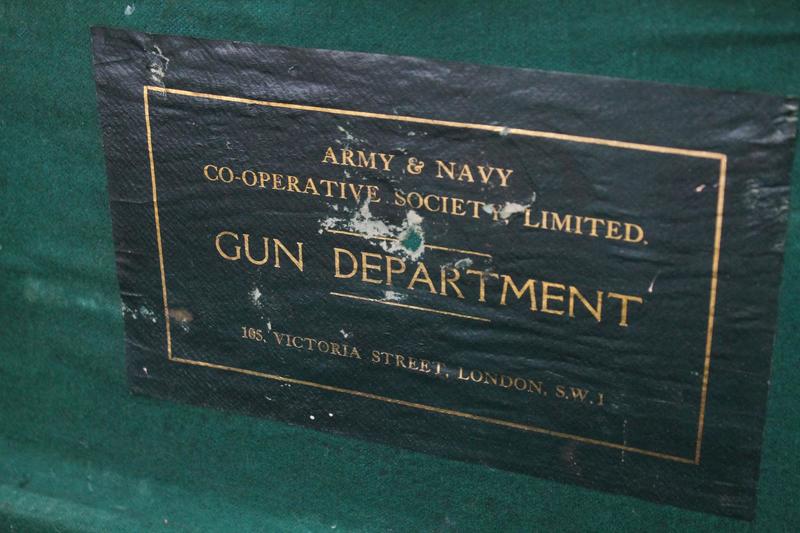 ARMY & NAVY
CO-OPERATIVE SOCIETY, LIMITED.
GUN DEPARTMENT
105, VICTORIA STREET, LONDON, S.W.1